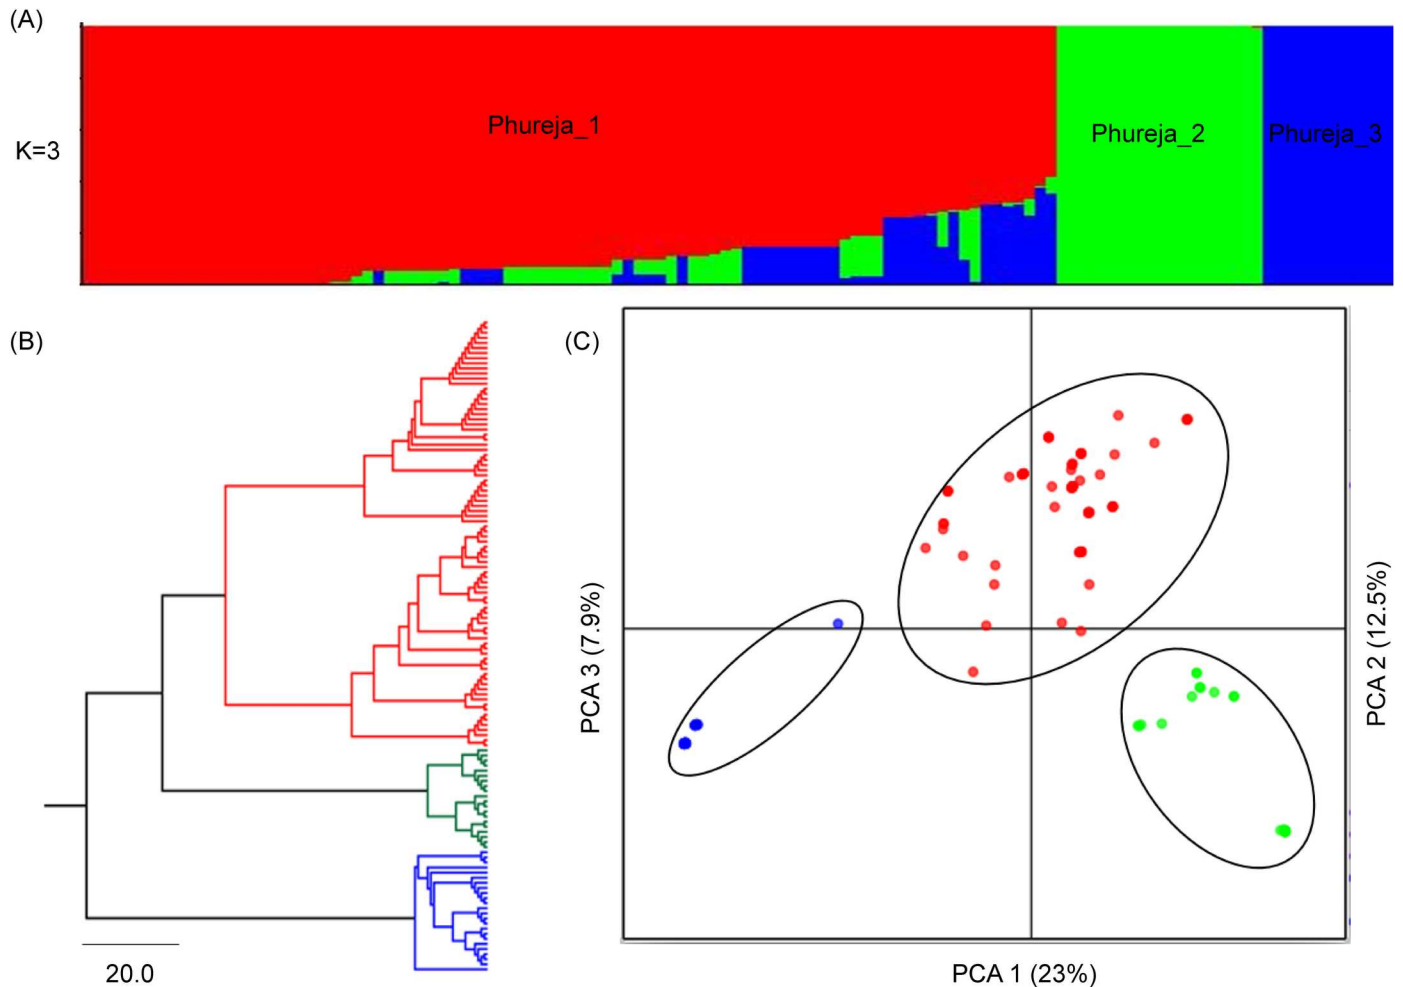 (A)
K=3
Phureja_1
Phureja_2
Phureja_3
(B)
20.0
(C)
PCA 3 (7.9%)
PCA 2 (12.5%)
PCA 1 (23%)